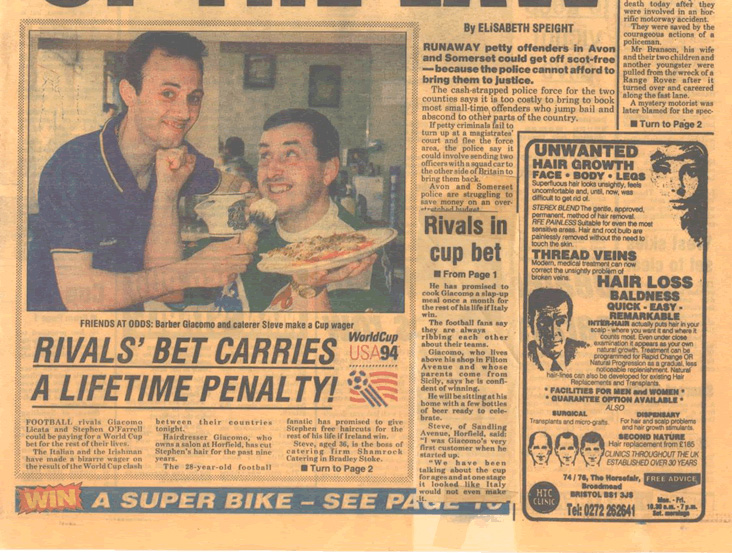 OF THE LAW
By ELiSABETH SPEIGHT
RUNAWAY petty offenders in Avon
and Somerset could get off scot-free
— because the police cannot afford to
bring them to justice.
The cash-strapped police force for the two
counties says it is too costly to bring to book
most small-time offenders who jump bail and
abscond to other parts of the country.
If petty criminals fail to
turn up at a magistrates'
court and flee the force
area, the police say it
could involve sending two
officers with a squad car to
the other side of Britain to
bring them back.
Avon and Somerset
police are struggling to
save money on an over-
stretched budget
death today after they
were involved in an hor-
rific motorway accident.
They were saved by the
courageous actions of a
policeman.
Mr Branson, his wife
and their two children and
another youngster were
pulled from the wreck of a
Range Rover after it
turned over and careered
along the fast lane.
A mystery motorist was
later blamed for the spec-
■ Turn to Page 2
FRIENDS AT ODDS: Barber Giacomo and caterer Steve make a Cup wager
RIVALS' BET CARRIES
A LIFETIME PENALTY!
WorldCup
USA94
FOOTBALL rivals Giacomo
Licata and Stephen O'Farrell
could be paying for a World Cup
bet for the rest of their lives.
The Italian and the Irishman
have made a bizarre wager on
the result of the World Cup clash
between their countries
tonight.
Hairdresser Giacomo, who
owns a salon at Horfield, has cut
Stephen's hair for the past nine
years.
The 28-year-old football
fanatic has promised to give
Stephen free haircuts for the
rest of his life if Ireland win.
Steve, aged 36, is the boss of
catering firm Shamrock
Catering in Bradley Stoke.
■ Turn to Page 2
Rivals in
cup bet
■ From Page 1
He has promised to
cook Giacomo a slap-up
meal once a month for
the rest of his life if Italy
win.
The football fans say
they are always
ribbing each other
about their teams.
Giacomo, who lives
above his shop in Filton
Avenue and whose
parents come from
Sicily, says he is confi-
dent of winning.
He will be sitting at his
home with a few bottles
of beer ready to cele-
brate.
Steve, of Sandling
Avenue, Horfield, said:
"I was Giacomo's very
first customer when he
started up.
"We have been
talking about the cup
for ages and at one stage
it looked like Italy
would not even make
it.
UNWANTED
HAIR GROWTH
FACE • BODY • LEGS
Superfluous hair looks unsightly, feels
uncomfortable and, until, now, was
difficult to get rid of.
STEREX BLEND The gentle, approved,
permanent, method of hair removal.
RFE PAINLESS Suitable for even the most
sensitive areas. Hair and root bulb are
painlessly removed without the need to
touch the skin.
THREAD VEINS
Modern, medical treatment can now
correct the unsightly problem of
broken veins.
HAIR LOSS
BALDNESS
QUICK - EASY -
REMARKABLE
INTER-HAIR actually puts hair in your
scalp - where you want it and where it
counts most. Even under close
examination it appears as your own
natural growth. Treatment can be
programmed for Rapid Change OR
Natural Progression as a gradual, less
noticeable replenishment. Natural
hair-lines can also be developed for existing Hair
Replacements and Transplants.
* FACILITIES FOR MEN and WOMEN *
* GUARANTEE OPTION AVAILABLE *
ALSO
SURGICAL
Transplants and micro-grafts.
DISPENSARY
For hair and scalp problems
and hair growth stimulants.
SECOND NATURE
Hair replacement from £185
CLINICS THROUGHOUT THE UK
ESTABLISHED OVER 30 YEARS
HTC
CLINIC
74 / 76, The Horsefair,
Broadmead
BRISTOL BS1 3JS
Tel: 0272 262641
FREE ADVICE
Mon. - Fri.
10.30 a.m. - 7 p.m.
Sat. mornings
WIN A SUPER BIKE – SEE PAGE